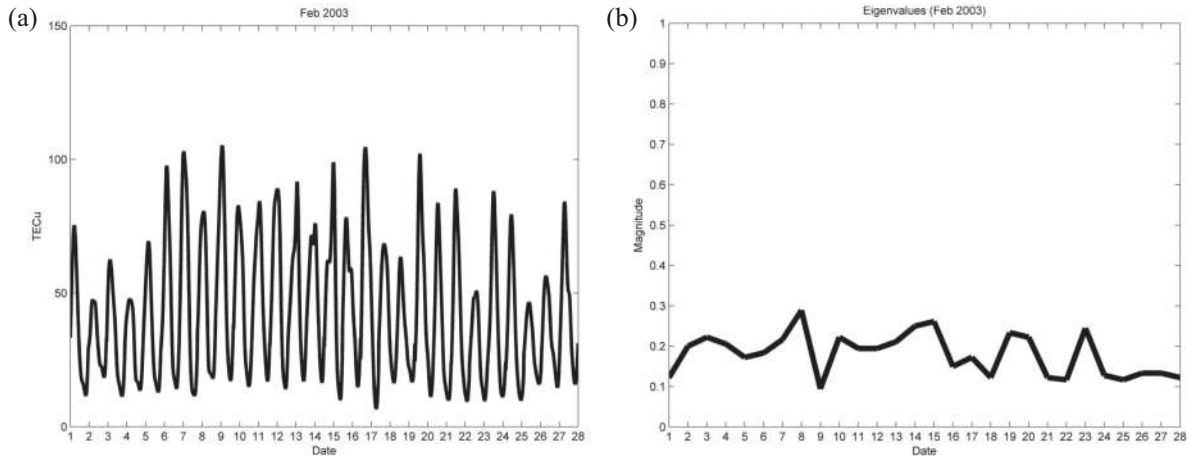 (a)
Feb 2003
150
100
50
0
TECu
1 2 3 4 5 6 7 8 9 10 11 12 13 14 15 16 17 18 19 20 21 22 23 24 25 26 27 28
Date
(b)
Eigenvalues (Feb 2003)
1
0.9
0.8
0.7
0.6
0.5
0.4
0.3
0.2
0.1
0
Magnitude
1 2 3 4 5 6 7 8 9 10 11 12 13 14 15 16 17 18 19 20 21 22 23 24 25 26 27 28
Date